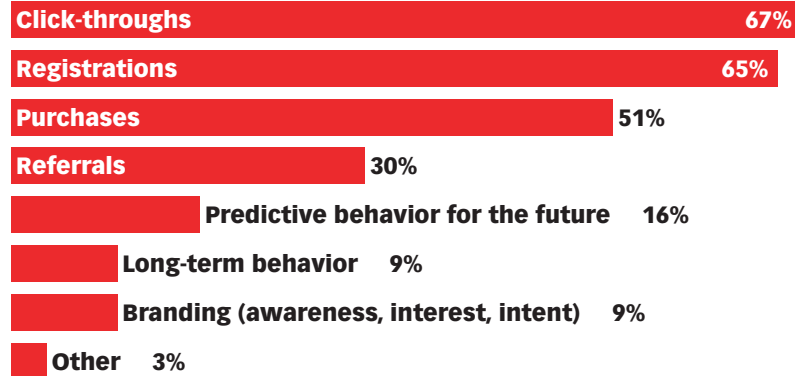 Click-throughs 67%
Registrations 65%
Purchases 51%
Referrals 30%
Predictive behavior for the future 16%
Long-term behavior 9%
Branding (awareness, interest, intent) 9%
Other 3%